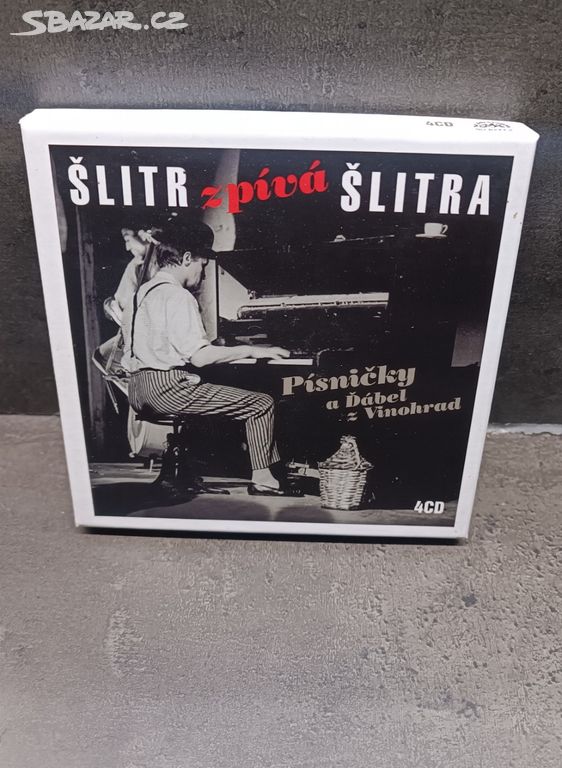 SBAZAR.CZ
4CD
ŠLITR zpívá ŠLITRA
Písničky
a Ďábel
z Vinohrad
4CD